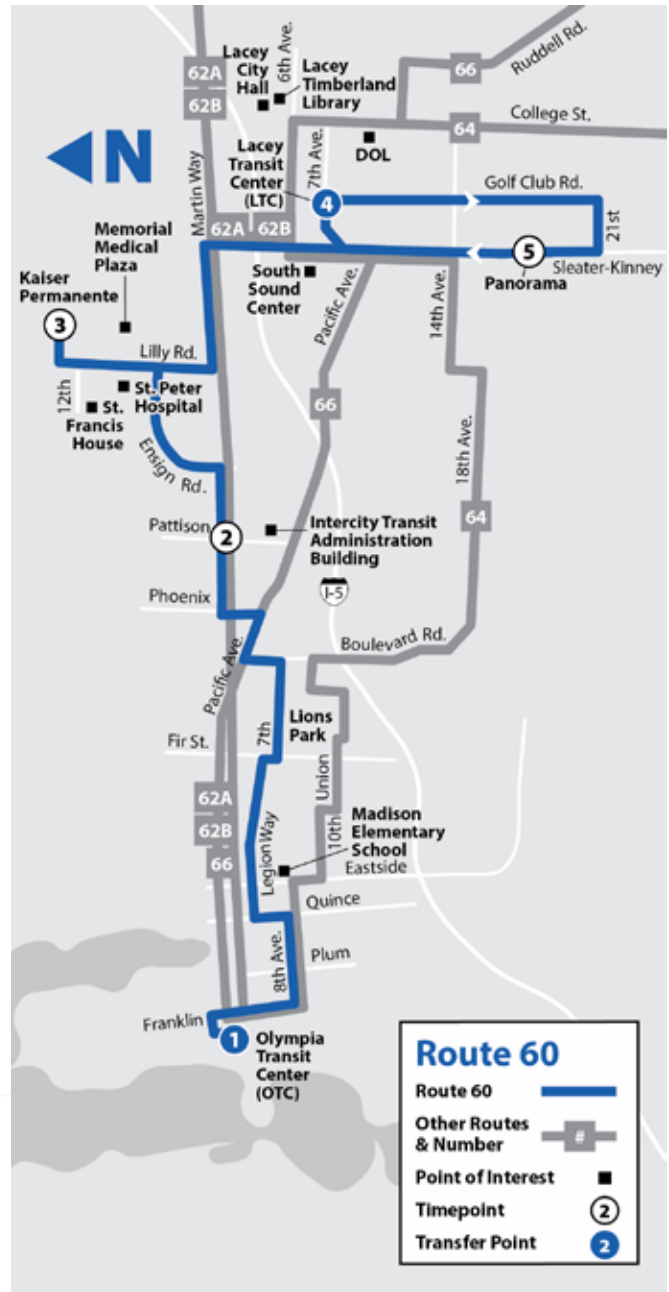 62A
62B
Lacey
City
Hall
6th Ave.
Lacey
Timberland
Library
66
Ruddell Rd.
64
College St.
DOL
N
Martin Way
Lacey
Transit
Center
(LTC)
7th Ave.
4
Golf Club Rd.
21st
62A
62B
Memorial
Medical
Plaza
Kaiser
Permanente
3
South
Sound
Center
Pacific Ave.
5
Panorama
Sleater-Kinney
14th Ave.
Lilly Rd.
12th
St. Peter
Hospital
St.
Francis
House
Ensign Rd.
66
18th Ave.
64
Pattison
2
Intercity Transit
Administration
Building
Phoenix
I-5
Boulevard Rd.
Pacific Ave.
7th
Lions
Park
Fir St.
Union
62A
62B
66
Legion Way
10th
Madison
Elementary
School
Eastside
Quince
8th Ave.
Plum
Franklin
1
Olympia
Transit
Center
(OTC)
Route 60
Route 60
Other Routes
& Number
#
Point of Interest
Timepoint
2
Transfer Point
2